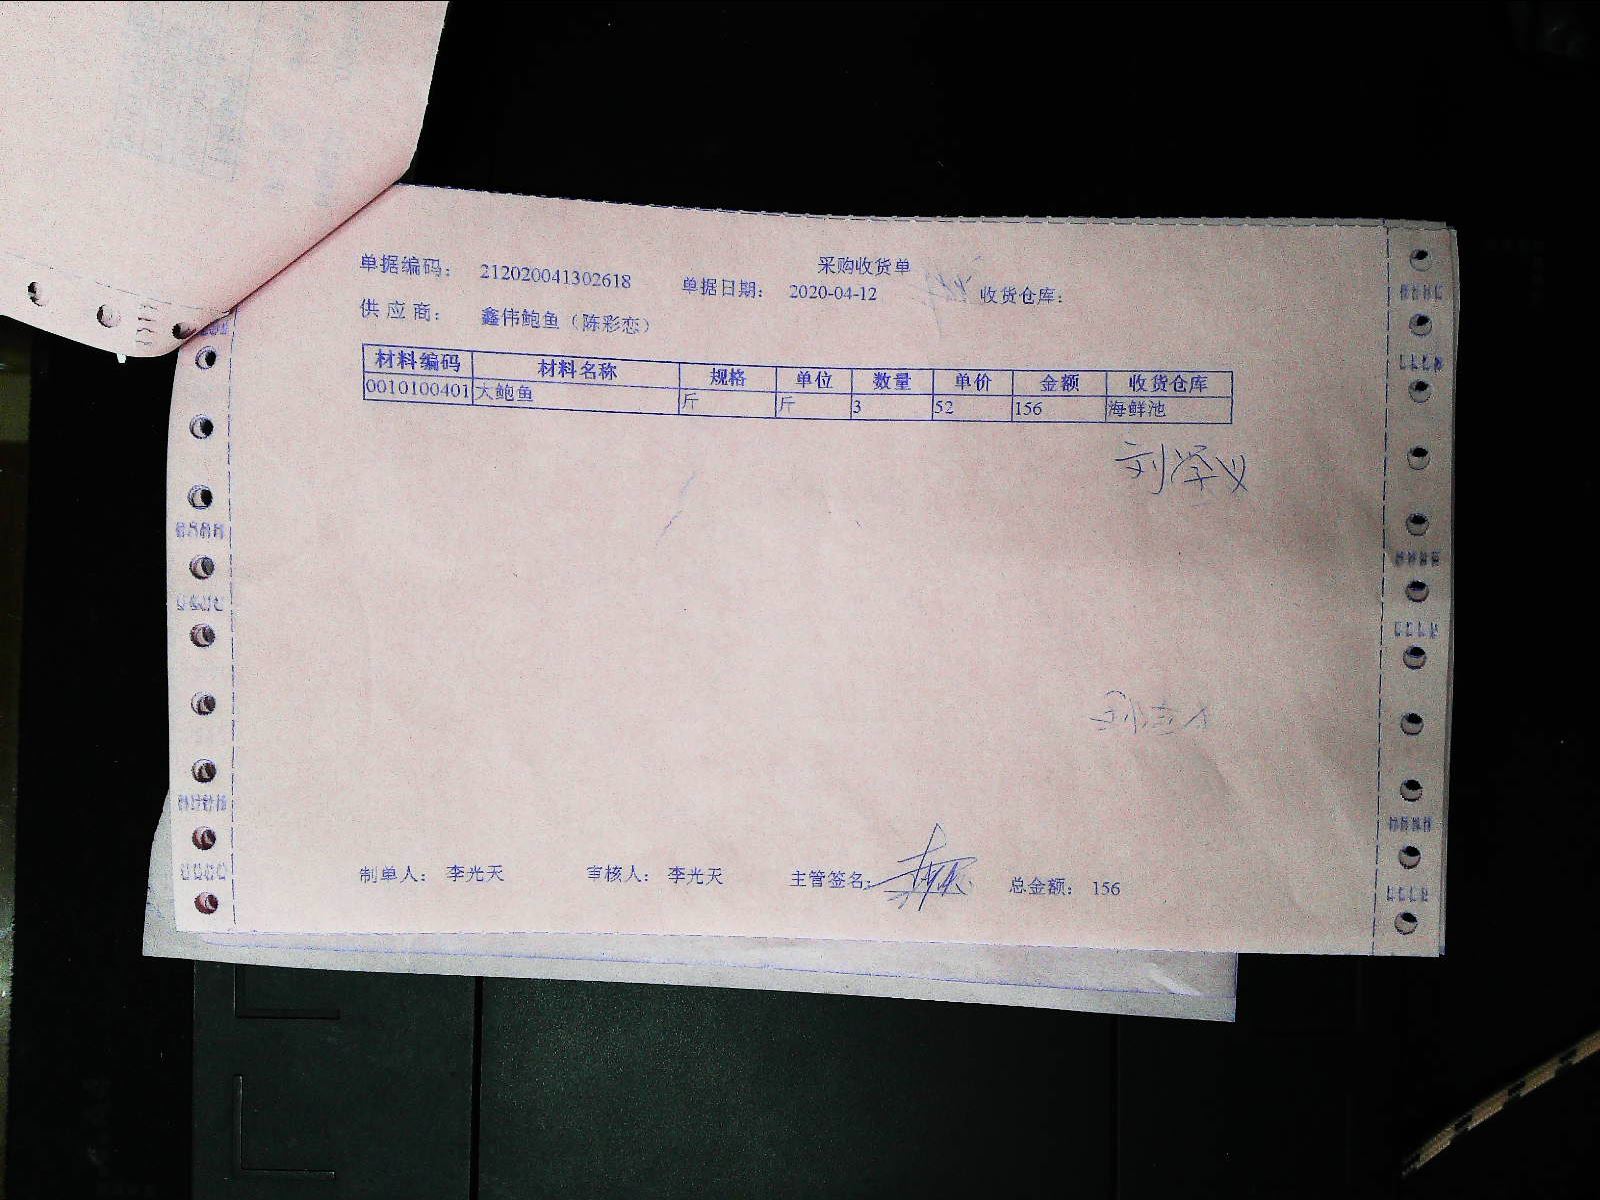 采购收货单
单据编码： 212020041302618 单据日期： 2020-04-12 收货仓库：
供 应 商： 鑫伟鲍鱼（陈彩恋）
材料编码 材料名称 规格 单位 数量 单价 金额 收货仓库
0010100401 大鲍鱼 斤 斤 3 52 156 海鲜池
刘泽义
制单人： 李光天 审核人： 李光天 主管签名： 总金额： 156